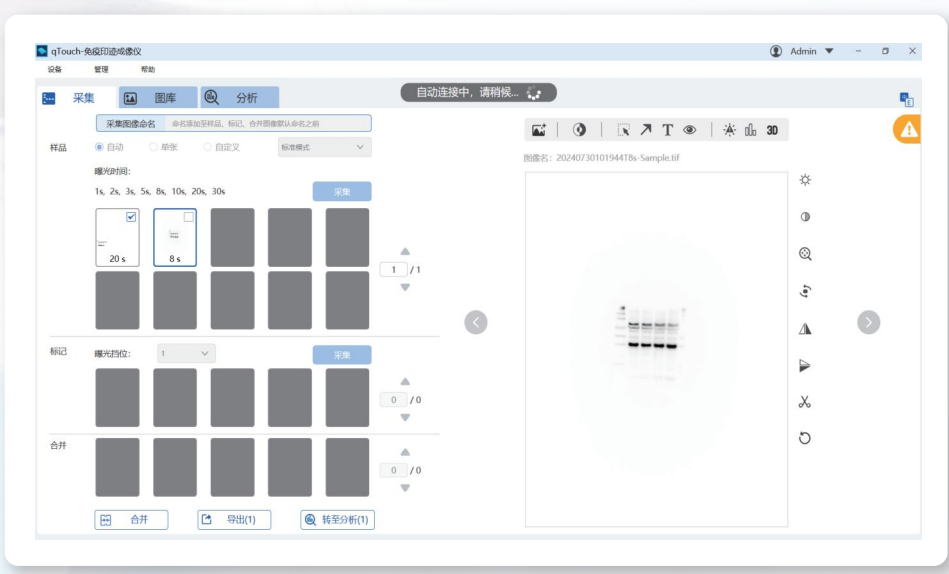 qTouch-免疫印迹成像仪
Admin
设备 管理 帮助
采集 图库 分析
自动连接中，请稍候...
采集图像命名 命名添加至样品、标记、合并图像默认命名之前
样品 自动 单张 自定义 标准模式
曝光时间：
1s, 2s, 3s, 5s, 8s, 10s, 20s, 30s
采集
20 s
8 s
1 / 1
标记 曝光挡位： 1 采集
0 / 0
合并
0 / 0
合并 导出(1) 转至分析(1)
T 3D
图像名：20240730101944T8s-Sample.tif